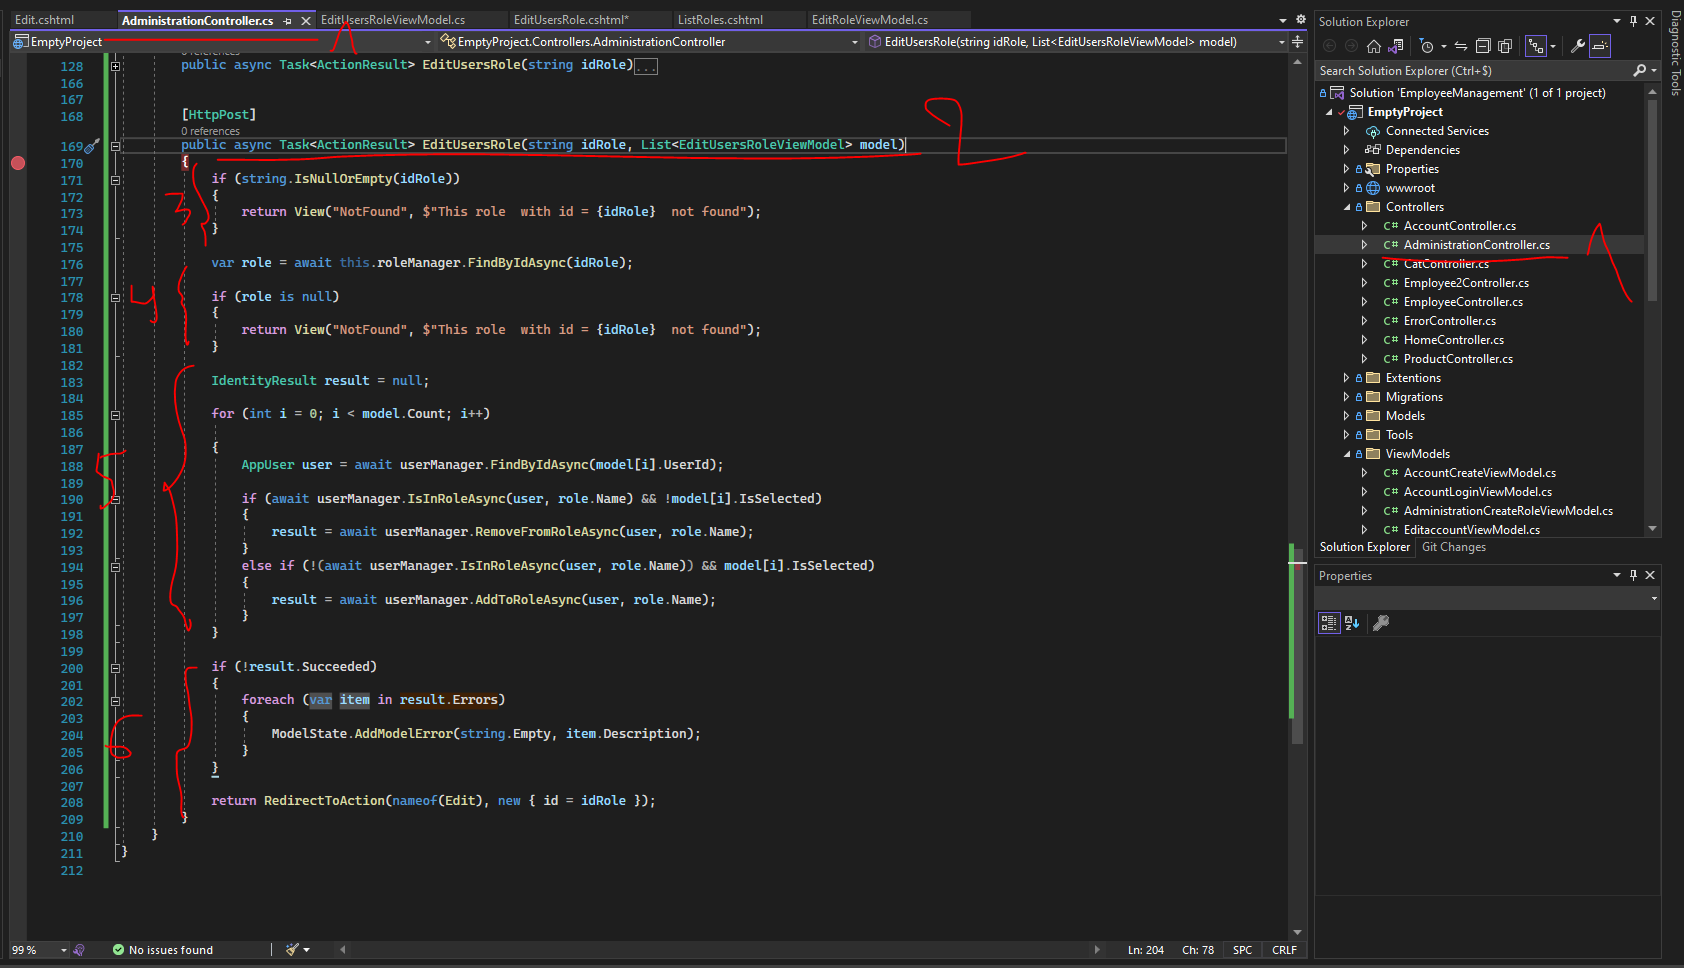 Edit.cshtml
AdministrationController.cs
EditUsersRoleViewModel.cs
EditUsersRole.cshtml*
ListRoles.cshtml
EditRoleViewModel.cs
EmptyProject
EmptyProject.Controllers.AdministrationController
EditUsersRole(string idRole, List<EditUsersRoleViewModel> model)
0 references
128 public async Task<ActionResult> EditUsersRole(string idRole)...
166
167
168 [HttpPost]
0 references
169 public async Task<ActionResult> EditUsersRole(string idRole, List<EditUsersRoleViewModel> model)
170 {
171 if (string.IsNullOrEmpty(idRole))
172 {
173 return View("NotFound", $"This role  with id = {idRole}  not found");
174 }
175
176 var role = await this.roleManager.FindByIdAsync(idRole);
177
178 if (role is null)
179 {
180 return View("NotFound", $"This role  with id = {idRole}  not found");
181 }
182
183 IdentityResult result = null;
184
185 for (int i = 0; i < model.Count; i++)
186
187 {
188 AppUser user = await userManager.FindByIdAsync(model[i].UserId);
189
190 if (await userManager.IsInRoleAsync(user, role.Name) && !model[i].IsSelected)
191 {
192 result = await userManager.RemoveFromRoleAsync(user, role.Name);
193 }
194 else if (!(await userManager.IsInRoleAsync(user, role.Name)) && model[i].IsSelected)
195 {
196 result = await userManager.AddToRoleAsync(user, role.Name);
197 }
198 }
199
200 if (!result.Succeeded)
201 {
202 foreach (var item in result.Errors)
203 {
204 ModelState.AddModelError(string.Empty, item.Description);
205 }
206 }
207
208 return RedirectToAction(nameof(Edit), new { id = idRole });
209 }
210 }
211 }
212
1
2
3
4
5
6
99 %
No issues found
Ln: 204
Ch: 78
SPC
CRLF
Solution Explorer
Search Solution Explorer (Ctrl+$)
Solution 'EmployeeManagement' (1 of 1 project)
EmptyProject
Connected Services
Dependencies
Properties
wwwroot
Controllers
C# AccountController.cs
C# AdministrationController.cs
C# CatController.cs
C# Employee2Controller.cs
C# EmployeeController.cs
C# ErrorController.cs
C# HomeController.cs
C# ProductController.cs
Extentions
Migrations
Models
Tools
ViewModels
C# AccountCreateViewModel.cs
C# AccountLoginViewModel.cs
C# AdministrationCreateRoleViewModel.cs
C# EditaccountViewModel.cs
1
Solution Explorer
Git Changes
Properties
Diagnostic Tools